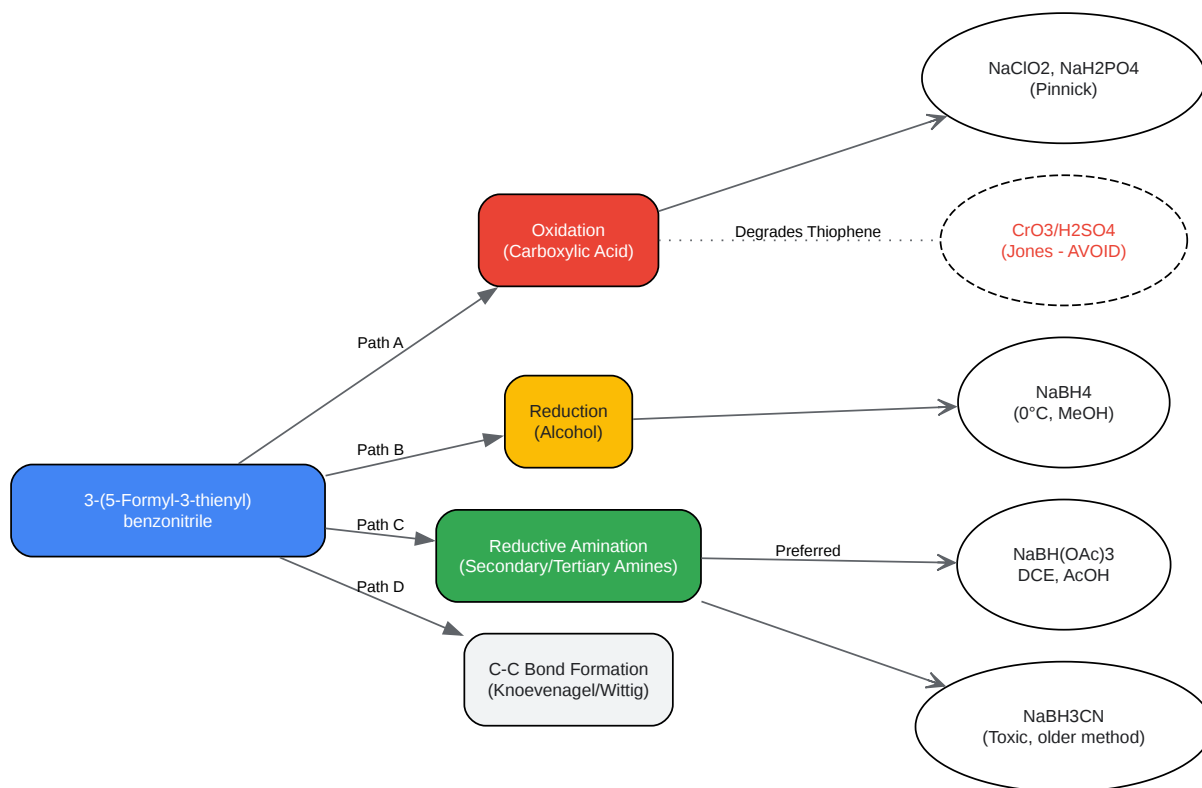 NaClO2, NaH2PO4
(Pinnick)
Oxidation
(Carboxylic Acid)
Degrades Thiophene
CrO3/H2SO4
(Jones - AVOID)
Path A
Reduction
(Alcohol)
NaBH4
(0°C, MeOH)
Path B
3-(5-Formyl-3-thienyl)
benzonitrile
Path C
Reductive Amination
(Secondary/Tertiary Amines)
Preferred
NaBH(OAc)3
DCE, AcOH
Path D
C-C Bond Formation
(Knoevenagel/Wittig)
NaBH3CN
(Toxic, older method)